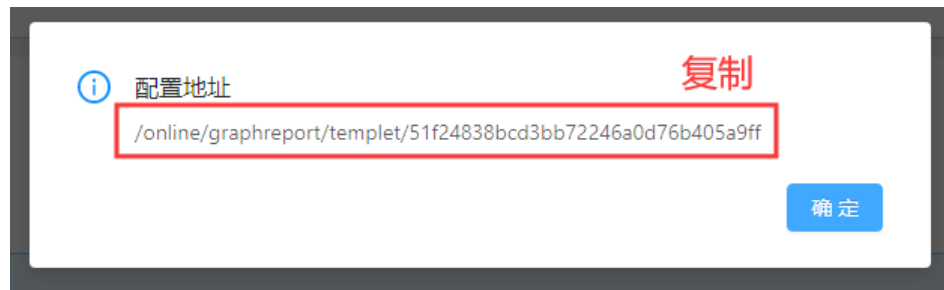 复制
配置地址
/online/graphreport/templet/51f24838bcd3bb72246a0d76b405a9ff
确 定